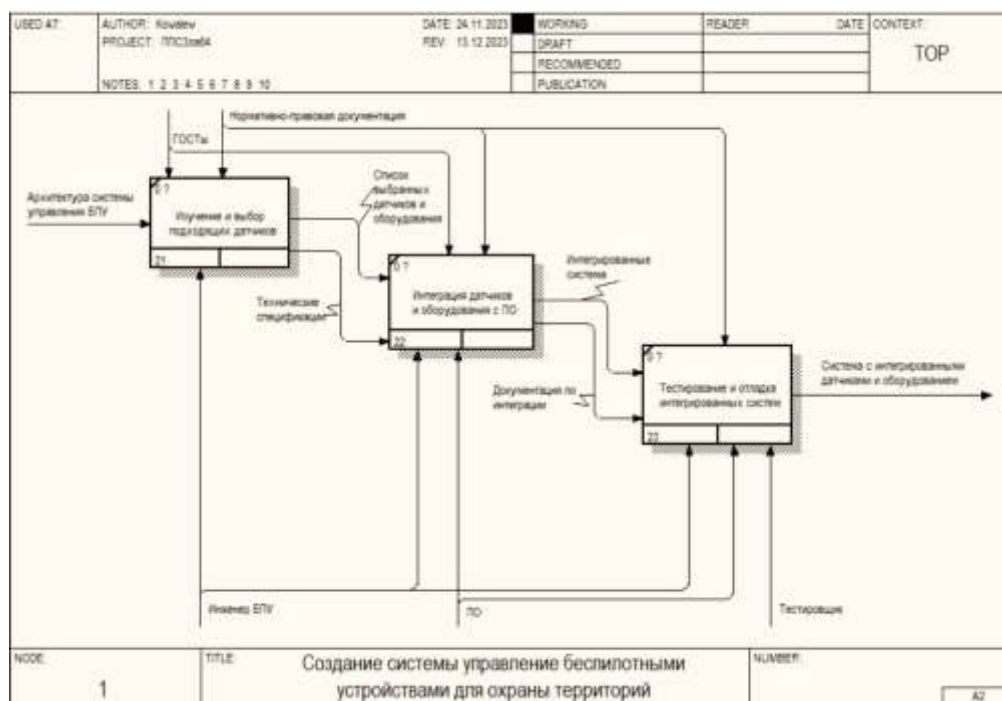 USED AT:
AUTHOR: Kovalev
DATE: 24.11.2023
REV: 13.12.2023
PROJECT: ППСЗлаб4
NOTES: 1 2 3 4 5 6 7 8 9 10
WORKING
DRAFT
RECOMMENDED
PUBLICATION
READER
DATE
CONTEXT:
TOP
Нормативно-правовая документация
ГОСТы
Архитектура системы
управления БПУ
0 ?
Изучение и выбор
подходящих датчиков
21
Список
выбранных
датчиков и
оборудования
Технические
спецификации
0 ?
Интеграция датчиков
и оборудования с ПО
22
Интегрированные
система
Документация по
интеграции
0 ?
Тестирование и отладка
интегрированных систем
23
Система с интегрированными
датчиками и оборудованием
Инженер БПУ
ПО
Тестировщик
NODE:
1
TITLE:
Создание системы управление беспилотными
устройствами для охраны территорий
NUMBER:
A2